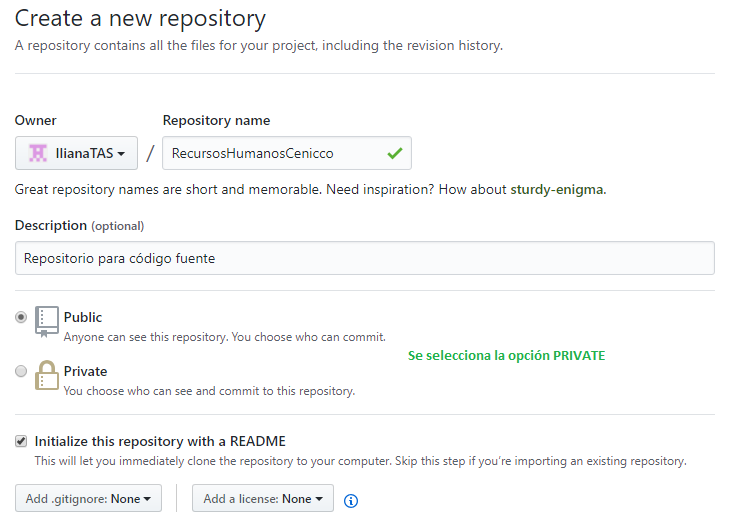 Create a new repository
A repository contains all the files for your project, including the revision history.
Owner
Repository name
IlianaTAS
/
RecursosHumanosCenicco
Great repository names are short and memorable. Need inspiration? How about sturdy-enigma.
Description (optional)
Repositorio para código fuente
Public
Anyone can see this repository. You choose who can commit.
Se selecciona la opción PRIVATE
Private
You choose who can see and commit to this repository.
Initialize this repository with a README
This will let you immediately clone the repository to your computer. Skip this step if you’re importing an existing repository.
Add .gitignore: None
Add a license: None